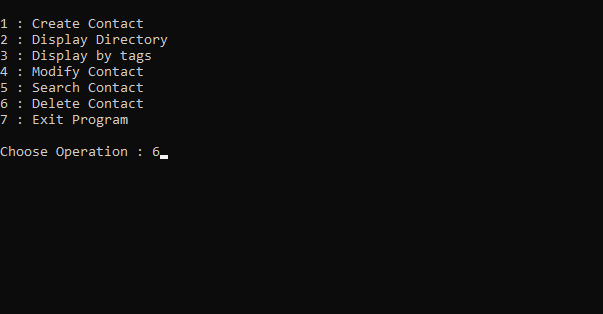 1 : Create Contact
2 : Display Directory
3 : Display by tags
4 : Modify Contact
5 : Search Contact
6 : Delete Contact
7 : Exit Program
Choose Operation : 6